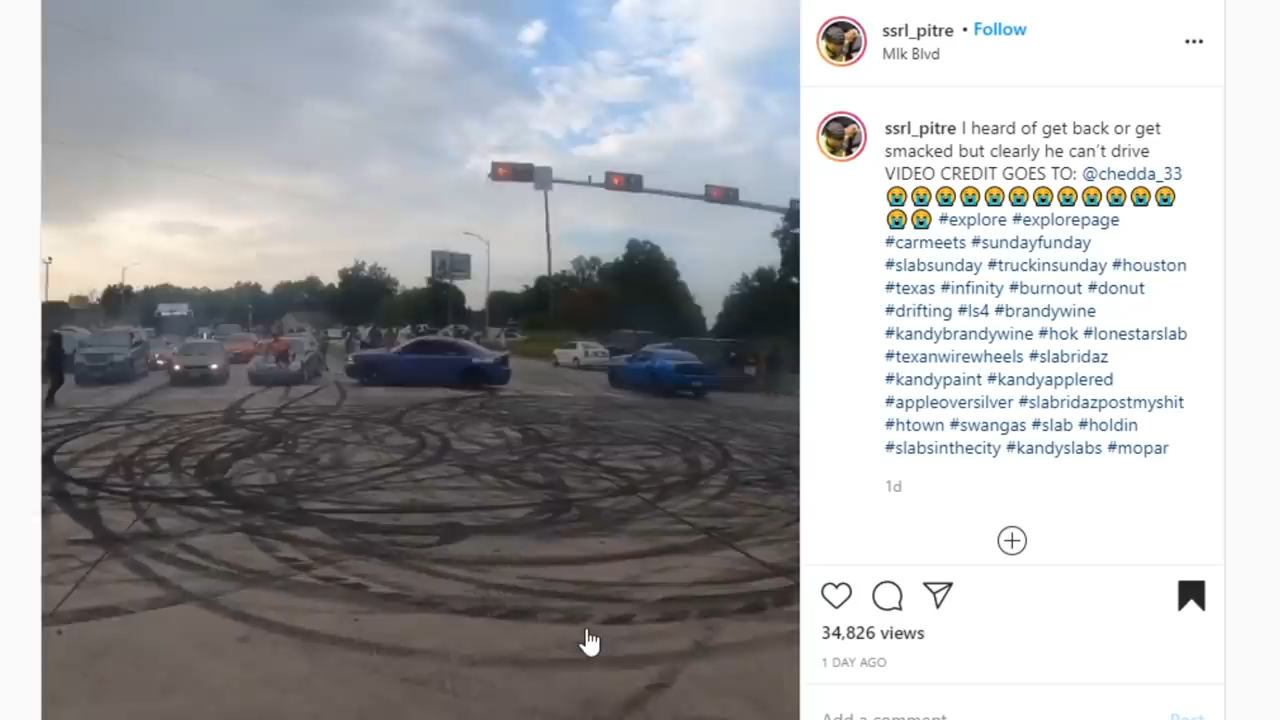 ssrl_pitre • Follow
Mlk Blvd
ssrl_pitre I heard of get back or get
smacked but clearly he can’t drive
VIDEO CREDIT GOES TO: @chedda_33
😭😭😭😭😭😭😭😭😭😭😭😭
😭😭 #explore #explorepage
#carmeets #sundayfunday
#slabsunday #truckinsunday #houston
#texas #infinity #burnout #donut
#drifting #ls4 #brandywine
#kandybrandywine #hok #lonestarslab
#texanwirewheels #slabridaz
#kandypaint #kandyapplered
#appleoversilver #slabridazpostmyshit
#htown #swangas #slab #holdin
#slabsinthecity #kandyslabs #mopar
1d
34,826 views
1 DAY AGO
Add a comment
Post